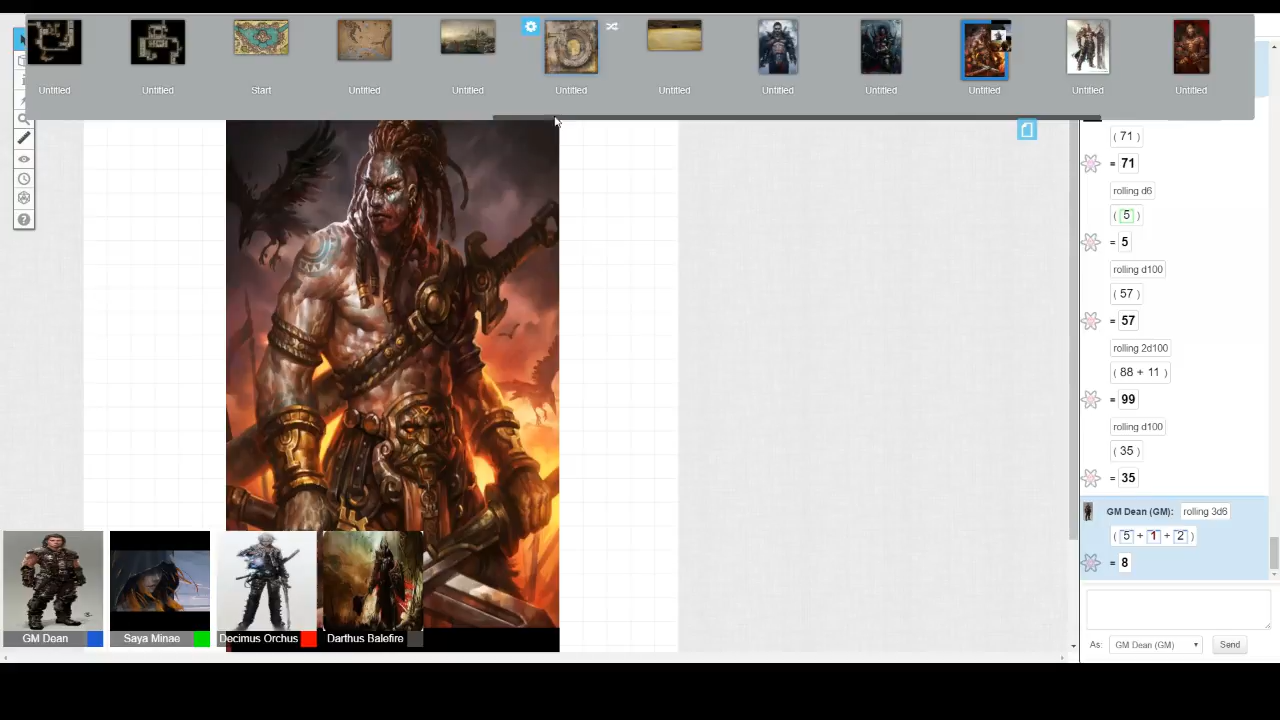 Untitled
Untitled
Start
Untitled
Untitled
Untitled
Untitled
Untitled
Untitled
Untitled
Untitled
Untitled
( 71 )
= 71
rolling d6
( 5 )
= 5
rolling d100
( 57 )
= 57
rolling 2d100
( 88 + 11 )
= 99
rolling d100
( 35 )
= 35
GM Dean (GM): rolling 3d6
( 5 + 1 + 2 )
= 8
GM Dean
Saya Minae
Decimus Orchus
Darthus Balefire
As: GM Dean (GM) Send